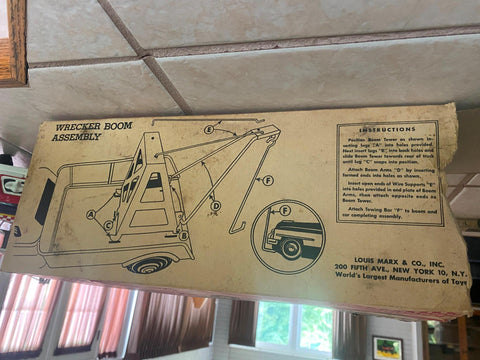 WRECKER BOOM
ASSEMBLY
E
F
D
A
C
B
F
INSTRUCTIONS
Position Boom Tower as shown in-
serting legs "A" into holes provided.
Next insert legs "B" into back holes and
slide Boom Tower towards rear of truck
until lug "C" snaps into position.
Attach Boom Arms "D" by inserting
formed ends into holes as shown.
Insert open ends of Wire Supports "E"
into holes provided in end plate of Boom
Arms, then attach opposite ends to
Boom Tower.
Attach Towing Bar "F" to boom and
car completing assembly.
LOUIS MARX & CO., INC.
200 FIFTH AVE., NEW YORK 10, N.Y.
World's Largest Manufacturers of Toys